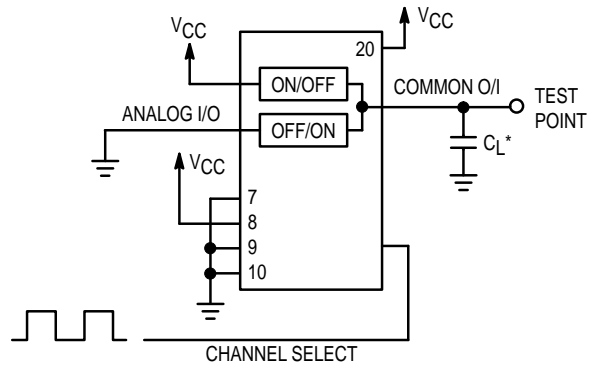 VCC
VCC
20
ON/OFF
COMMON O/I
TEST
POINT
ANALOG I/O
OFF/ON
CL*
VCC
7
8
9
10
CHANNEL SELECT